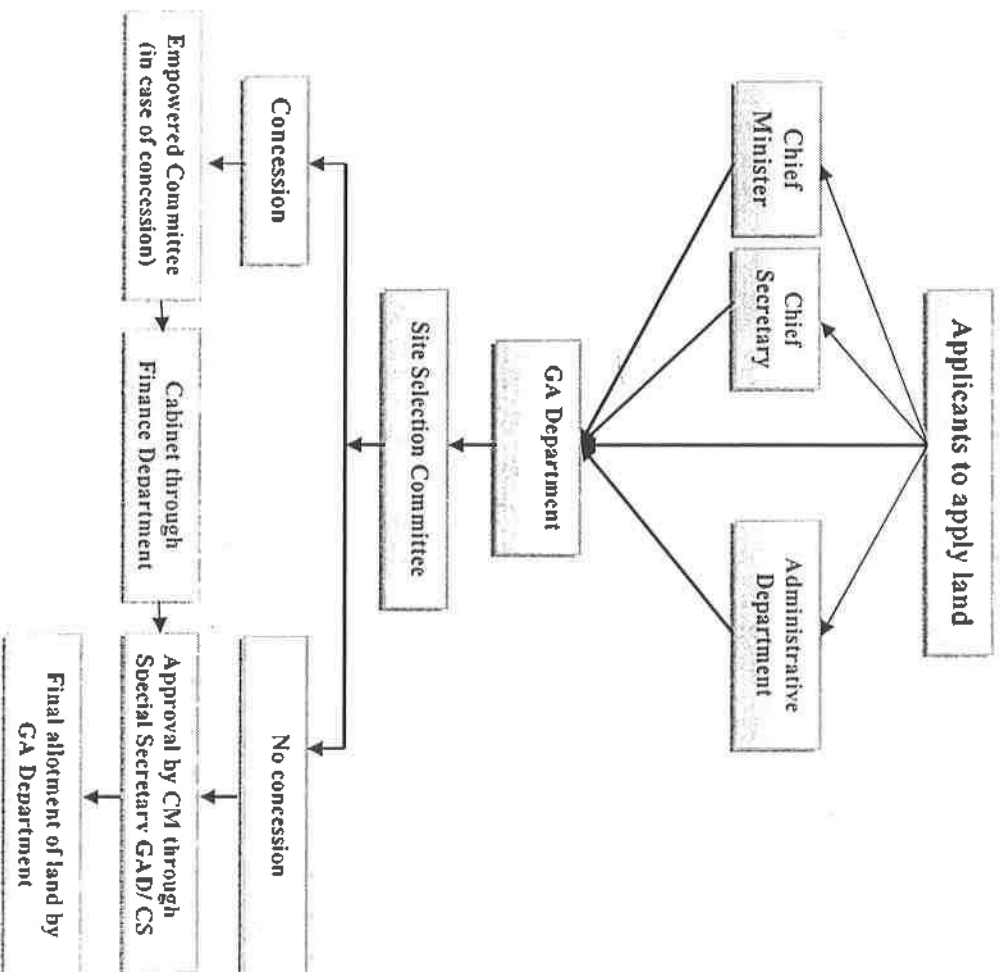 Applicants to apply land
Chief
Minister
Chief
Secretary
Administrative
Department
GA Department
Site Selection Committee
Concession
No concession
Empowered Committee
(in case of concession)
Cabinet through
Finance Department
Approval by CM through
Special Secretary GAD/ CS
Final allotment of land by
GA Department